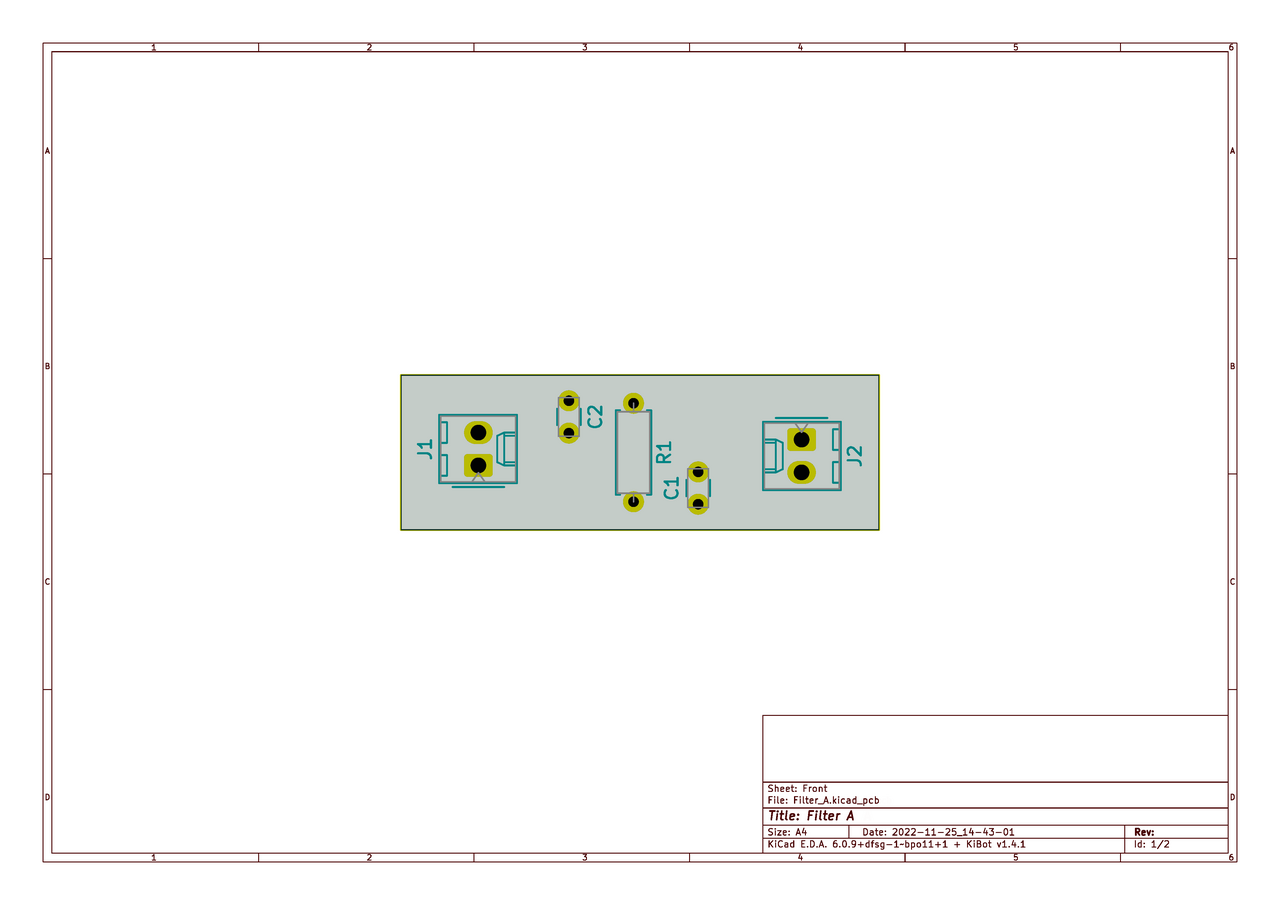 1 2 3 4 5 6
A A
B B
C2
J1 R1 J2
C1
C C
Sheet: Front
File: Filter_A.kicad_pcb
D D
Title: Filter A
Size: A4 Date: 2022-11-25_14-43-01 Rev:
KiCad E.D.A. 6.0.9+dfsg-1~bpo11+1 + KiBot v1.4.1 Id: 1/2
1 2 3 4 5 6